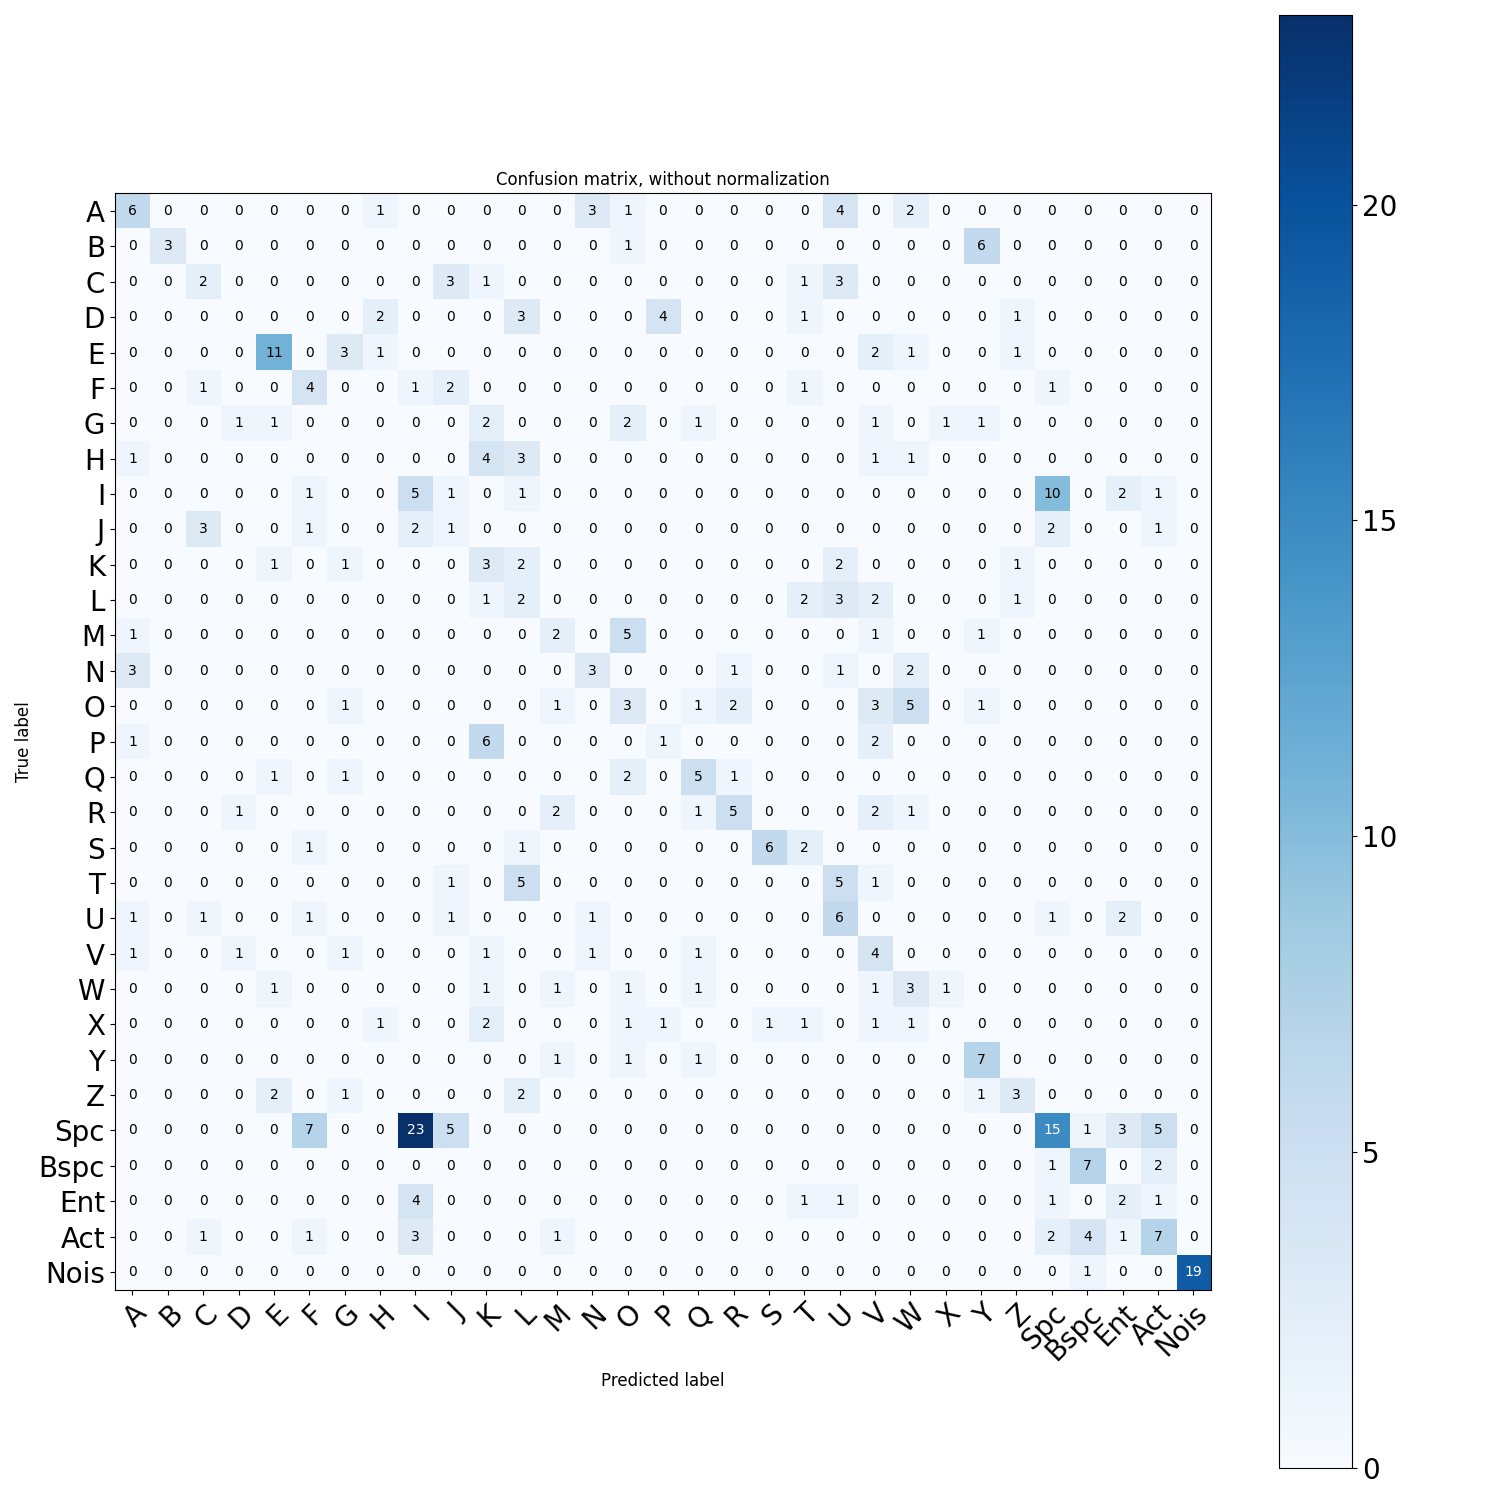 Confusion matrix, without normalization
A 6 0 0 0 0 0 0 1 0 0 0 0 0 3 1 0 0 0 0 0 4 0 2 0 0 0 0 0 0 0 0
B 0 3 0 0 0 0 0 0 0 0 0 0 0 0 1 0 0 0 0 0 0 0 0 0 6 0 0 0 0 0 0
C 0 0 2 0 0 0 0 0 0 3 1 0 0 0 0 0 0 0 0 1 3 0 0 0 0 0 0 0 0 0 0
D 0 0 0 0 0 0 0 2 0 0 0 3 0 0 0 4 0 0 0 1 0 0 0 0 0 1 0 0 0 0 0
E 0 0 0 0 11 0 3 1 0 0 0 0 0 0 0 0 0 0 0 0 0 2 1 0 0 1 0 0 0 0 0
F 0 0 1 0 0 4 0 0 1 2 0 0 0 0 0 0 0 0 0 1 0 0 0 0 0 0 1 0 0 0 0
G 0 0 0 1 1 0 0 0 0 0 2 0 0 0 2 0 1 0 0 0 0 1 0 1 1 0 0 0 0 0 0
H 1 0 0 0 0 0 0 0 0 0 4 3 0 0 0 0 0 0 0 0 0 1 1 0 0 0 0 0 0 0 0
I 0 0 0 0 0 1 0 0 5 1 0 1 0 0 0 0 0 0 0 0 0 0 0 0 0 0 10 0 2 1 0
J 0 0 3 0 0 1 0 0 2 1 0 0 0 0 0 0 0 0 0 0 0 0 0 0 0 0 2 0 0 1 0
K 0 0 0 0 1 0 1 0 0 0 3 2 0 0 0 0 0 0 0 0 2 0 0 0 0 1 0 0 0 0 0
L 0 0 0 0 0 0 0 0 0 0 1 2 0 0 0 0 0 0 0 2 3 2 0 0 0 1 0 0 0 0 0
M 1 0 0 0 0 0 0 0 0 0 0 0 2 0 5 0 0 0 0 0 0 1 0 0 1 0 0 0 0 0 0
N 3 0 0 0 0 0 0 0 0 0 0 0 0 3 0 0 0 1 0 0 1 0 2 0 0 0 0 0 0 0 0
O 0 0 0 0 0 0 1 0 0 0 0 0 1 0 3 0 1 2 0 0 0 3 5 0 1 0 0 0 0 0 0
P 1 0 0 0 0 0 0 0 0 0 6 0 0 0 0 1 0 0 0 0 0 2 0 0 0 0 0 0 0 0 0
Q 0 0 0 0 1 0 1 0 0 0 0 0 0 0 2 0 5 1 0 0 0 0 0 0 0 0 0 0 0 0 0
R 0 0 0 1 0 0 0 0 0 0 0 0 2 0 0 0 1 5 0 0 0 2 1 0 0 0 0 0 0 0 0
S 0 0 0 0 0 1 0 0 0 0 0 1 0 0 0 0 0 0 6 2 0 0 0 0 0 0 0 0 0 0 0
T 0 0 0 0 0 0 0 0 0 1 0 5 0 0 0 0 0 0 0 0 5 1 0 0 0 0 0 0 0 0 0
U 1 0 1 0 0 1 0 0 0 1 0 0 0 1 0 0 0 0 0 0 6 0 0 0 0 0 1 0 2 0 0
V 1 0 0 1 0 0 1 0 0 0 1 0 0 1 0 0 1 0 0 0 0 4 0 0 0 0 0 0 0 0 0
W 0 0 0 0 1 0 0 0 0 0 1 0 1 0 1 0 1 0 0 0 0 1 3 1 0 0 0 0 0 0 0
X 0 0 0 0 0 0 0 1 0 0 2 0 0 0 1 1 0 0 1 1 0 1 1 0 0 0 0 0 0 0 0
Y 0 0 0 0 0 0 0 0 0 0 0 0 1 0 1 0 1 0 0 0 0 0 0 0 7 0 0 0 0 0 0
Z 0 0 0 0 2 0 1 0 0 0 0 2 0 0 0 0 0 0 0 0 0 0 0 0 1 3 0 0 0 0 0
Spc 0 0 0 0 0 7 0 0 23 5 0 0 0 0 0 0 0 0 0 0 0 0 0 0 0 0 15 1 3 5 0
Bspc 0 0 0 0 0 0 0 0 0 0 0 0 0 0 0 0 0 0 0 0 0 0 0 0 0 0 1 7 0 2 0
Ent 0 0 0 0 0 0 0 0 4 0 0 0 0 0 0 0 0 0 0 1 1 0 0 0 0 0 1 0 2 1 0
Act 0 0 1 0 0 1 0 0 3 0 0 0 1 0 0 0 0 0 0 0 0 0 0 0 0 0 2 4 1 7 0
Nois 0 0 0 0 0 0 0 0 0 0 0 0 0 0 0 0 0 0 0 0 0 0 0 0 0 0 0 1 0 0 19
A B C D E F G H I J K L M N O P Q R S T U V W X Y Z Spc Bspc Ent Act Nois
Predicted label
True label
20
15
10
5
0